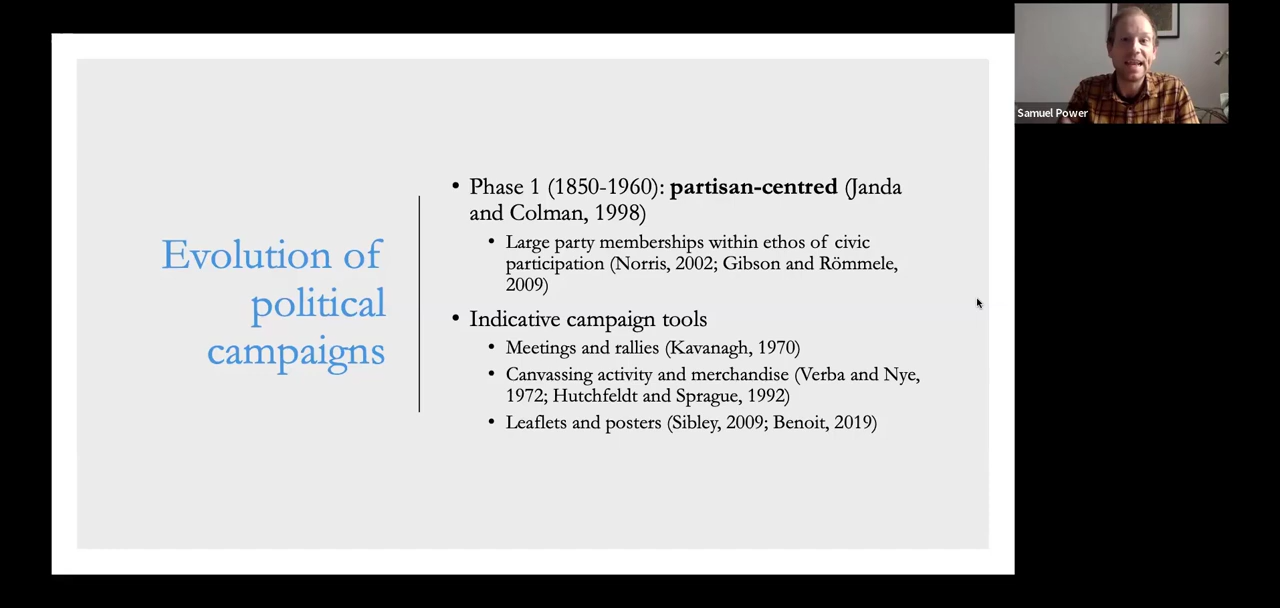 Evolution of
political
campaigns
• Phase 1 (1850-1960): partisan-centred (Janda
and Colman, 1998)
• Large party memberships within ethos of civic
participation (Norris, 2002; Gibson and Römmele,
2009)
• Indicative campaign tools
• Meetings and rallies (Kavanagh, 1970)
• Canvassing activity and merchandise (Verba and Nye,
1972; Hutchfeldt and Sprague, 1992)
• Leaflets and posters (Sibley, 2009; Benoit, 2019)
Samuel Power